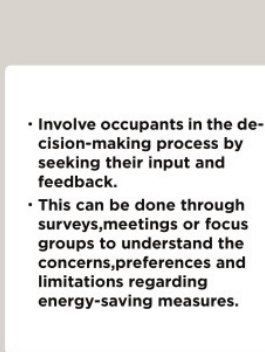 · Involve occupants in the de-
cision-making process by
seeking their input and
feedback.
· This can be done through
surveys,meetings or focus
groups to understand the
concerns,preferences and
limitations regarding
energy-saving measures.